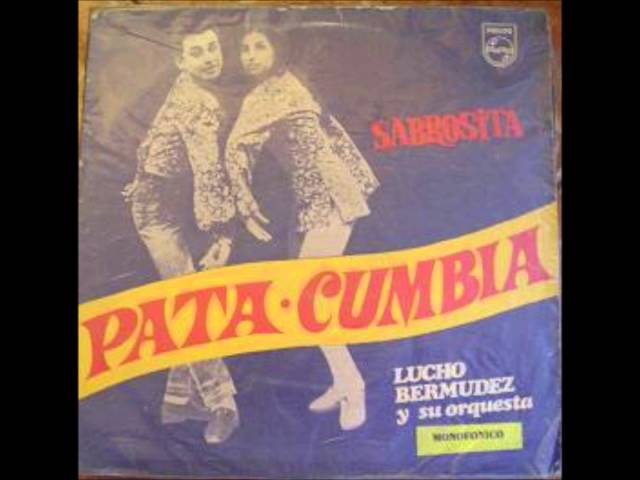 PHILIPS
SABROSITA
PATA·CUMBIA
LUCHO
BERMUDEZ
y su orquesta
MONOFONICO